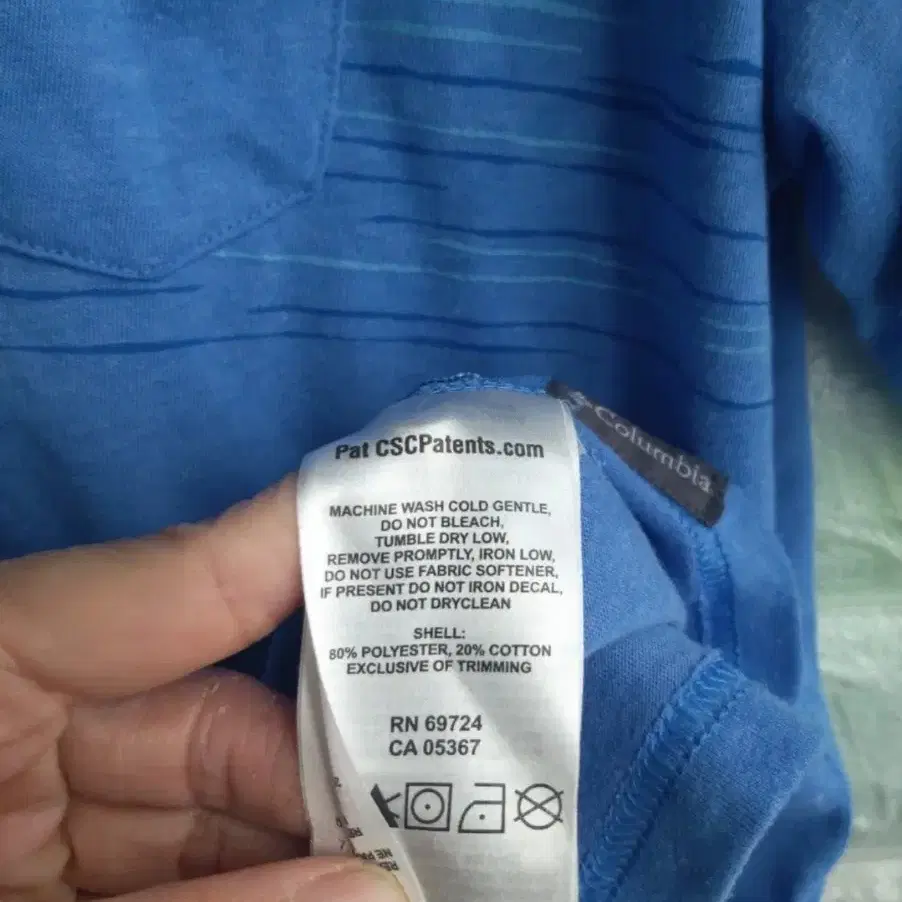 Pat CSCPatents.com
Columbia
MACHINE WASH COLD GENTLE,
DO NOT BLEACH,
TUMBLE DRY LOW,
REMOVE PROMPTLY, IRON LOW,
DO NOT USE FABRIC SOFTENER,
IF PRESENT DO NOT IRON DECAL,
DO NOT DRYCLEAN
SHELL:
80% POLYESTER, 20% COTTON
EXCLUSIVE OF TRIMMING
RN 69724
CA 05367